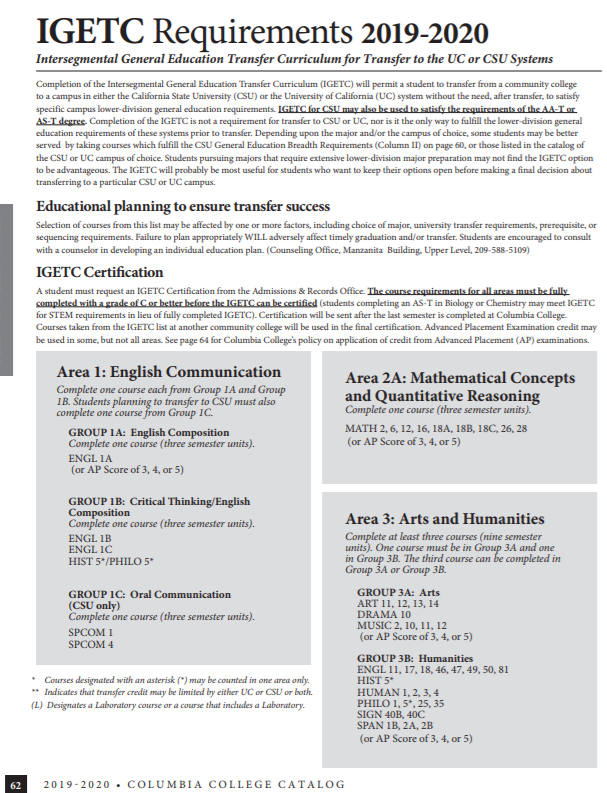 IGETC Requirements 2019-2020
Intersegmental General Education Transfer Curriculum for Transfer to the UC or CSU Systems
Completion of the Intersegmental General Education Transfer Curriculum (IGETC) will permit a student to transfer from a community college
to a campus in either the California State University (CSU) or the University of California (UC) system without the need, after transfer, to satisfy
specific campus lower-division general education requirements. IGETC for CSU may also be used to satisfy the requirements of the AA-T or
AS-T degree. Completion of the IGETC is not a requirement for transfer to CSU or UC, nor is it the only way to fulfill the lower-division general
education requirements of these systems prior to transfer. Depending upon the major and/or the campus of choice, some students may be better
served by taking courses which fulfill the CSU General Education Breadth Requirements (Column II) on page 60, or those listed in the catalog of
the CSU or UC campus of choice. Students pursuing majors that require extensive lower-division major preparation may not find the IGETC option
to be advantageous. The IGETC will probably be most useful for students who want to keep their options open before making a final decision about
transferring to a particular CSU or UC campus.
Educational planning to ensure transfer success
Selection of courses from this list may be affected by one or more factors, including choice of major, university transfer requirements, prerequisite, or
sequencing requirements. Failure to plan appropriately WILL adversely affect timely graduation and/or transfer. Students are encouraged to consult
with a counselor in developing an individual education plan. (Counseling Office, Manzanita Building, Upper Level, 209-588-5109)
IGETC Certification
A student must request an IGETC Certification from the Admissions & Records Office. The course requirements for all areas must be fully
completed with a grade of C or better before the IGETC can be certified (students completing an AS-T in Biology or Chemistry may meet IGETC
for STEM requirements in lieu of fully completed IGETC). Certification will be sent after the last semester is completed at Columbia College.
Courses taken from the IGETC list at another community college will be used in the final certification. Advanced Placement Examination credit may
be used in some, but not all areas. See page 64 for Columbia College's policy on application of credit from Advanced Placement (AP) examinations.
Area 1: English Communication
Complete one course each from Group 1A and Group
1B. Students planning to transfer to CSU must also
complete one course from Group 1C.
GROUP 1A: English Composition
Complete one course (three semester units).
ENGL 1A
(or AP Score of 3, 4, or 5)
GROUP 1B: Critical Thinking/English
Composition
Complete one course (three semester units).
ENGL 1B
ENGL 1C
HIST 5*/PHILO 5*
GROUP 1C: Oral Communication
(CSU only)
Complete one course (three semester units).
SPCOM 1
SPCOM 4
* Courses designated with an asterisk (*) may be counted in one area only.
** Indicates that transfer credit may be limited by either UC or CSU or both.
(L) Designates a Laboratory course or a course that includes a Laboratory.
Area 2A: Mathematical Concepts
and Quantitative Reasoning
Complete one course (three semester units).
MATH 2, 6, 12, 16, 18A, 18B, 18C, 26, 28
(or AP Score of 3, 4, or 5)
Area 3: Arts and Humanities
Complete at least three courses (nine semester
units). One course must be in Group 3A and one
in Group 3B. The third course can be completed in
Group 3A or Group 3B.
GROUP 3A: Arts
ART 11, 12, 13, 14
DRAMA 10
MUSIC 2, 10, 11, 12
(or AP Score of 3, 4, or 5)
GROUP 3B: Humanities
ENGL 11, 17, 18, 46, 47, 49, 50, 81
HIST 5*
HUMAN 1, 2, 3, 4
PHILO 1, 5*, 25, 35
SIGN 40B, 40C
SPAN 1B, 2A, 2B
(or AP Score of 3, 4, or 5)
62 2019-2020 • COLUMBIA COLLEGE CATALOG